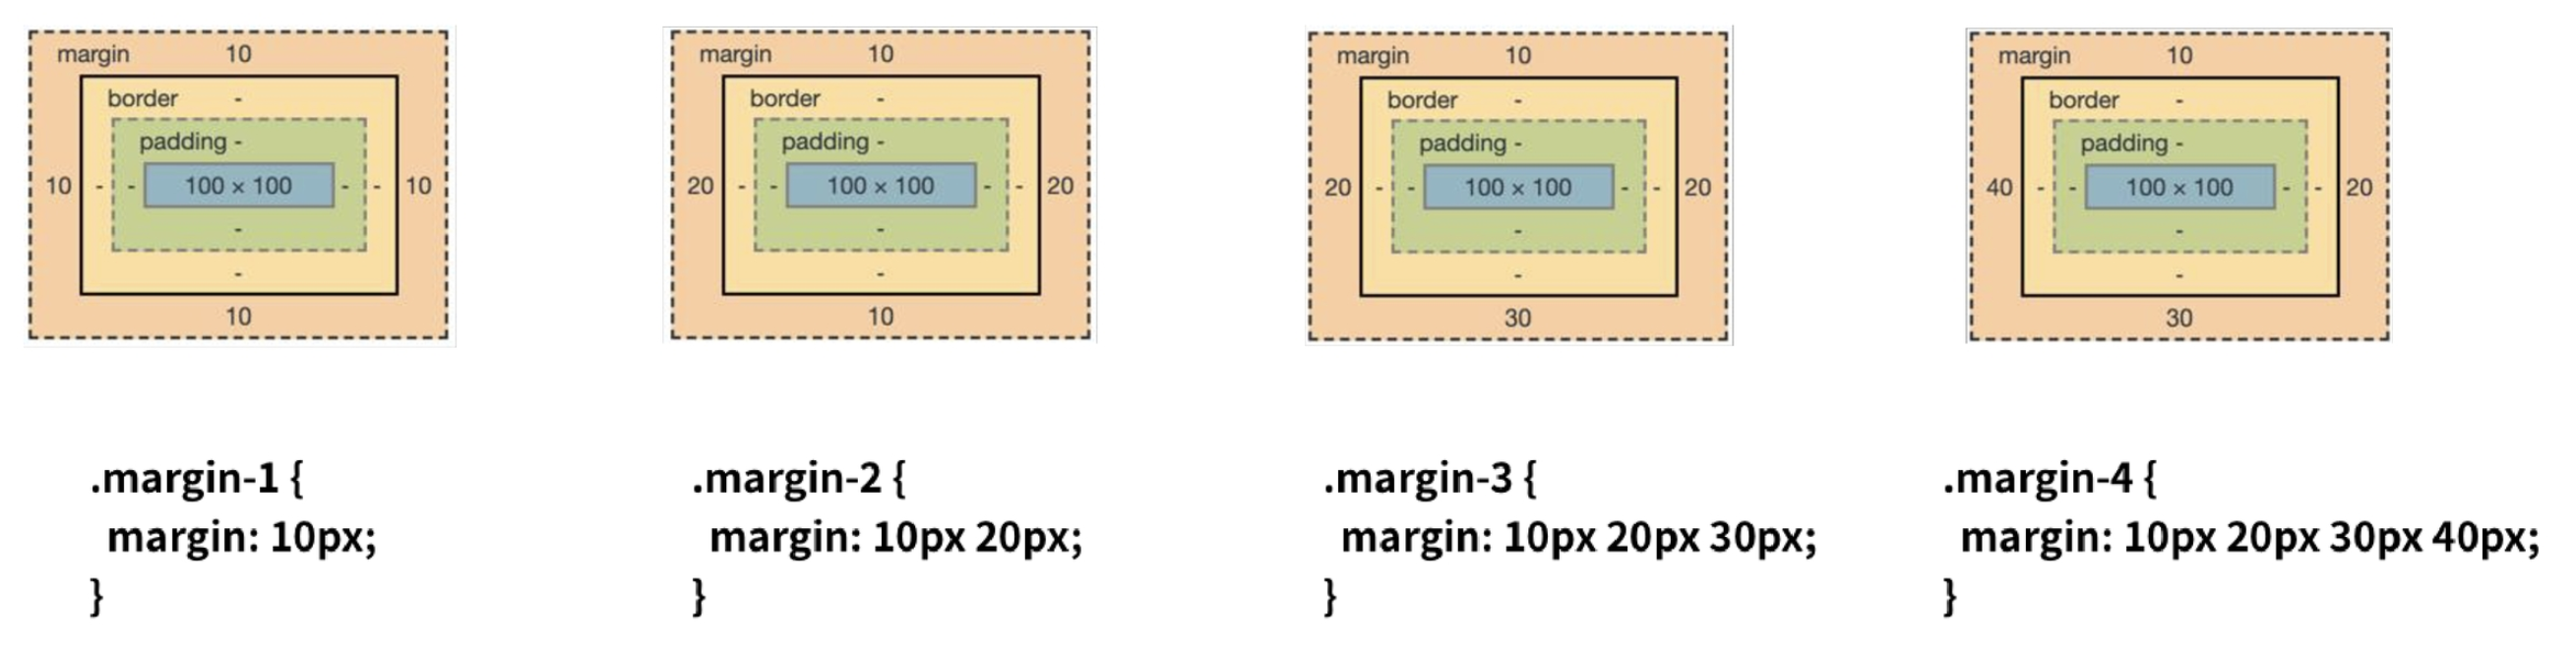 margin 10
border -
padding -
10 - - 100 × 100 - - 10
-
-
10
margin 10
border -
padding -
20 - - 100 × 100 - - 20
-
-
10
margin 10
border -
padding -
20 - - 100 × 100 - - 20
-
-
30
margin 10
border -
padding -
40 - - 100 × 100 - - 20
-
-
30
.margin-1 {
margin: 10px;
}
.margin-2 {
margin: 10px 20px;
}
.margin-3 {
margin: 10px 20px 30px;
}
.margin-4 {
margin: 10px 20px 30px 40px;
}